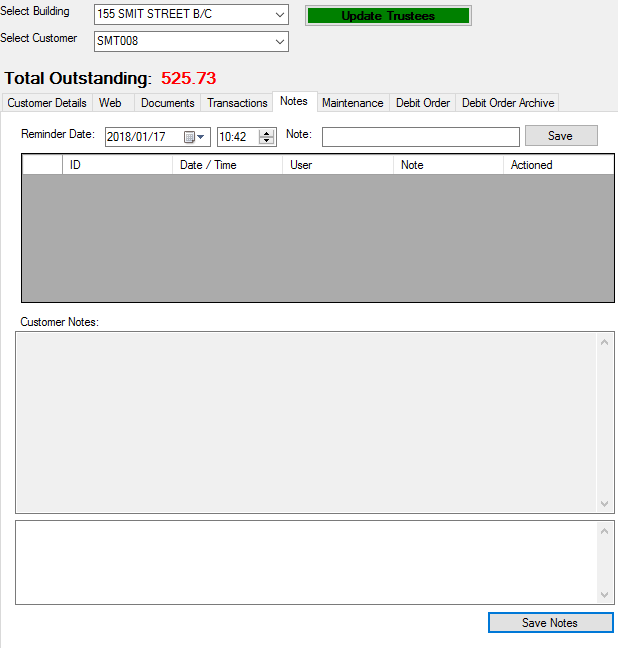 Select Building 155 SMIT STREET B/C Update Trustees
Select Customer SMT008
Total Outstanding: 525.73
Customer Details Web Documents Transactions Notes Maintenance Debit Order Debit Order Archive
Reminder Date: 2018/01/17 10:42 Note: Save
ID Date / Time User Note Actioned
Customer Notes:
Save Notes